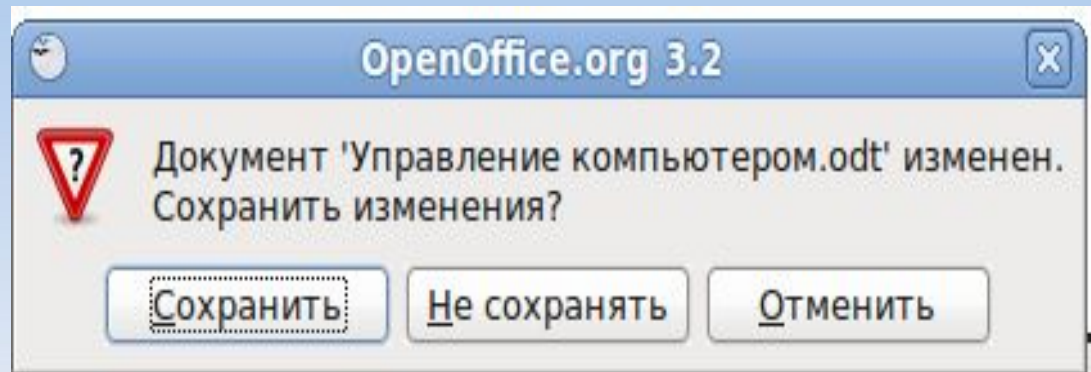 OpenOffice.org 3.2
?
Документ 'Управление компьютером.odt' изменен.
Сохранить изменения?
Сохранить Не сохранять Отменить